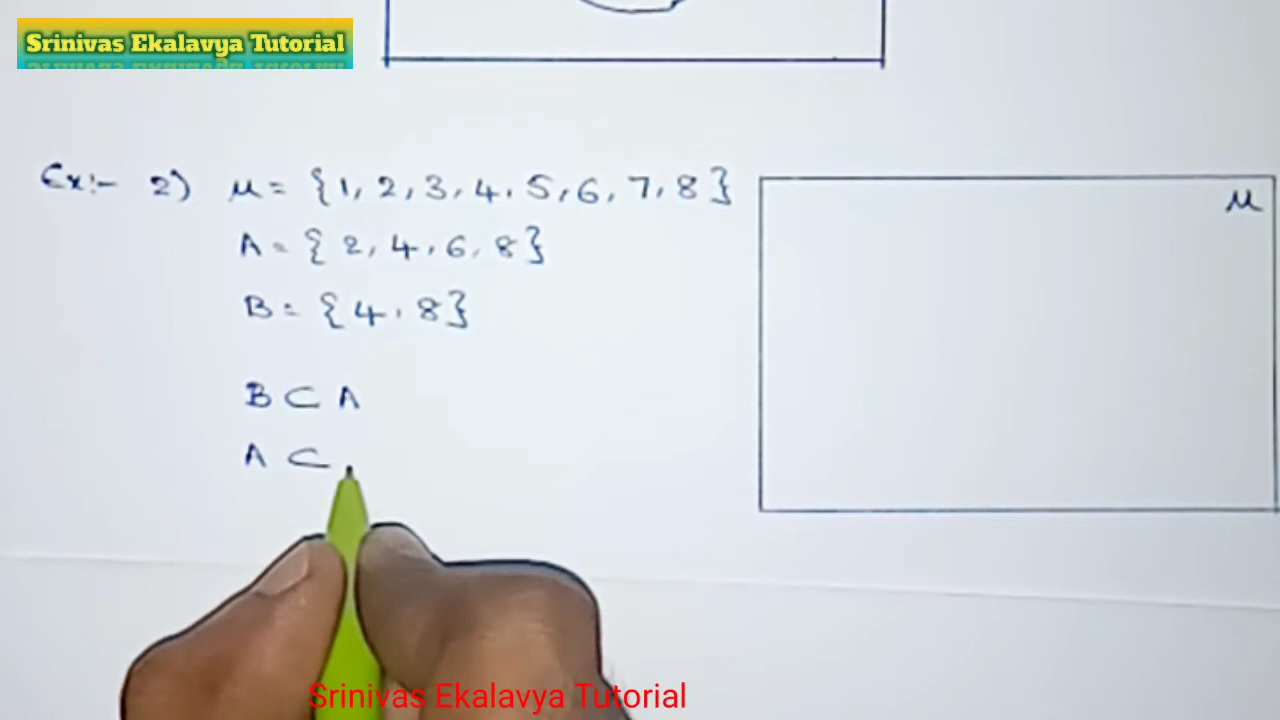 Srinivas Ekalavya Tutorial
Ex:- 2) μ = {1, 2, 3, 4, 5, 6, 7, 8}
μ
A = {2, 4, 6, 8}
B = {4, 8}
B ⊂ A
A ⊂
Srinivas Ekalavya Tutorial